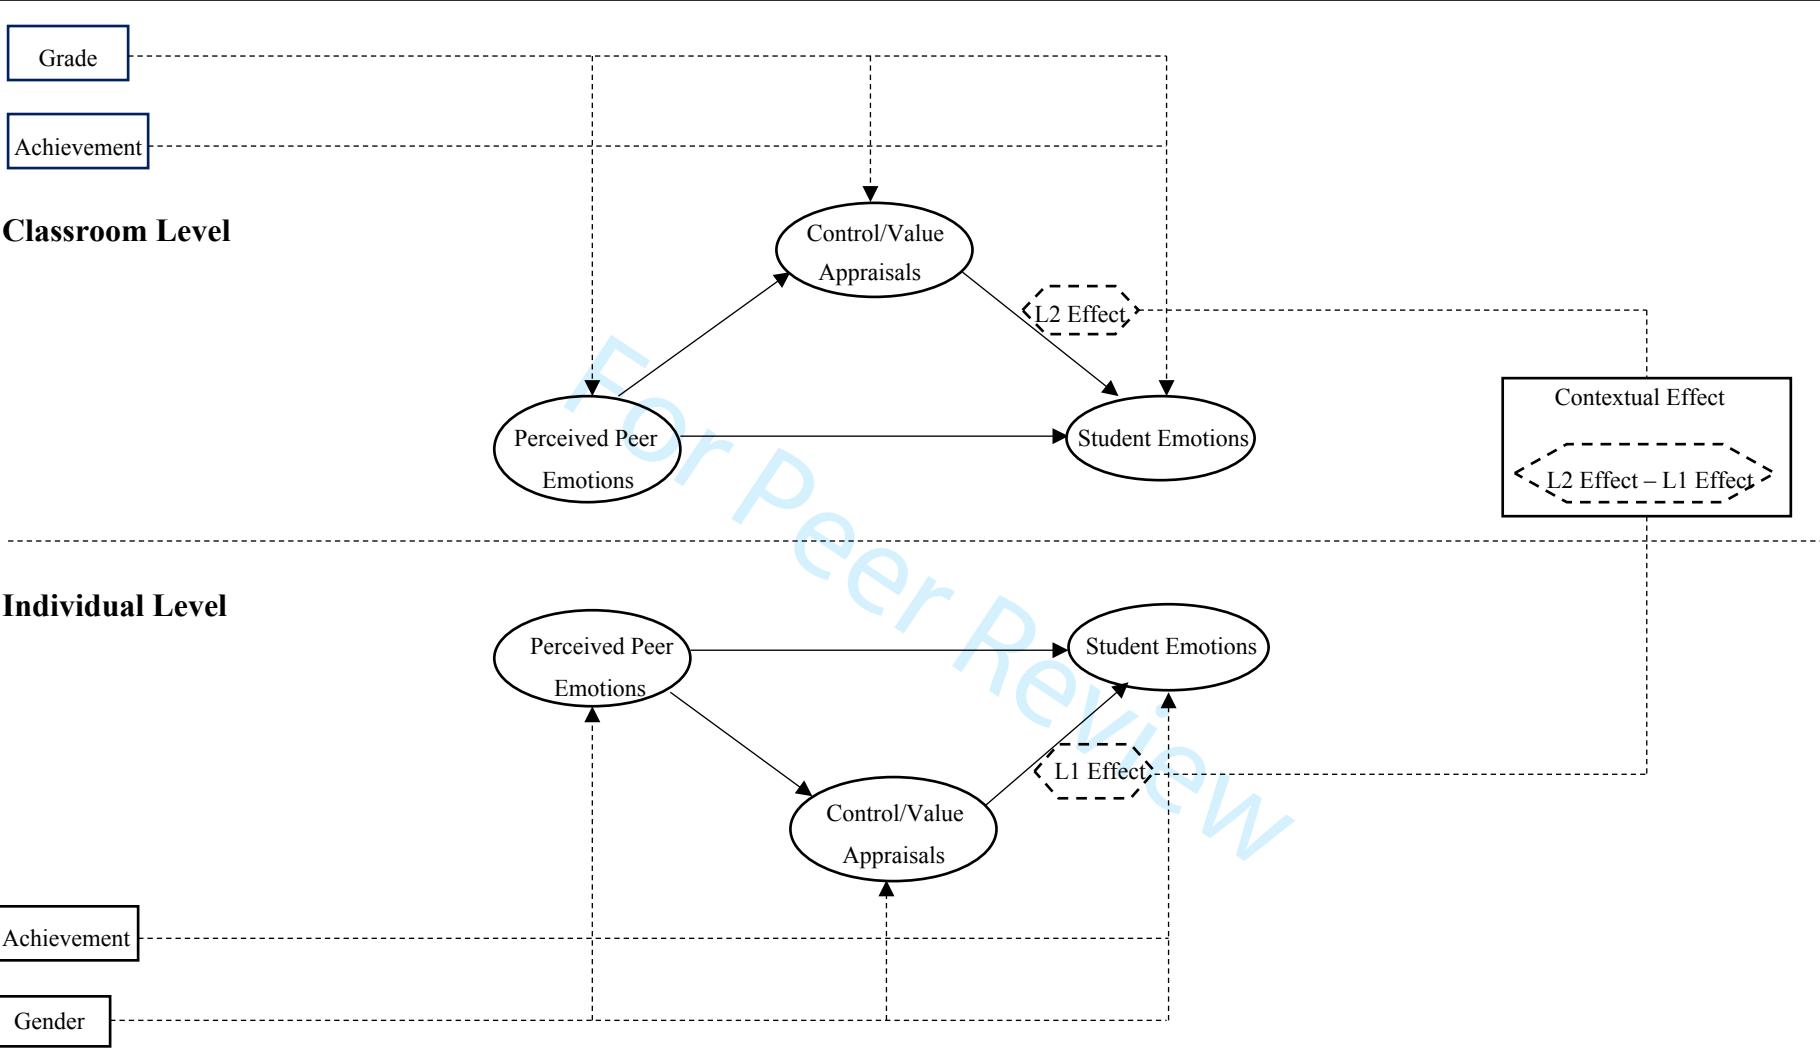 Grade
Achievement
Classroom Level
Control/Value
Appraisals
L2 Effect
Perceived Peer
Emotions
Student Emotions
Contextual Effect
L2 Effect – L1 Effect
For Peer Review
Individual Level
Perceived Peer
Emotions
Student Emotions
L1 Effect
Control/Value
Appraisals
Achievement
Gender